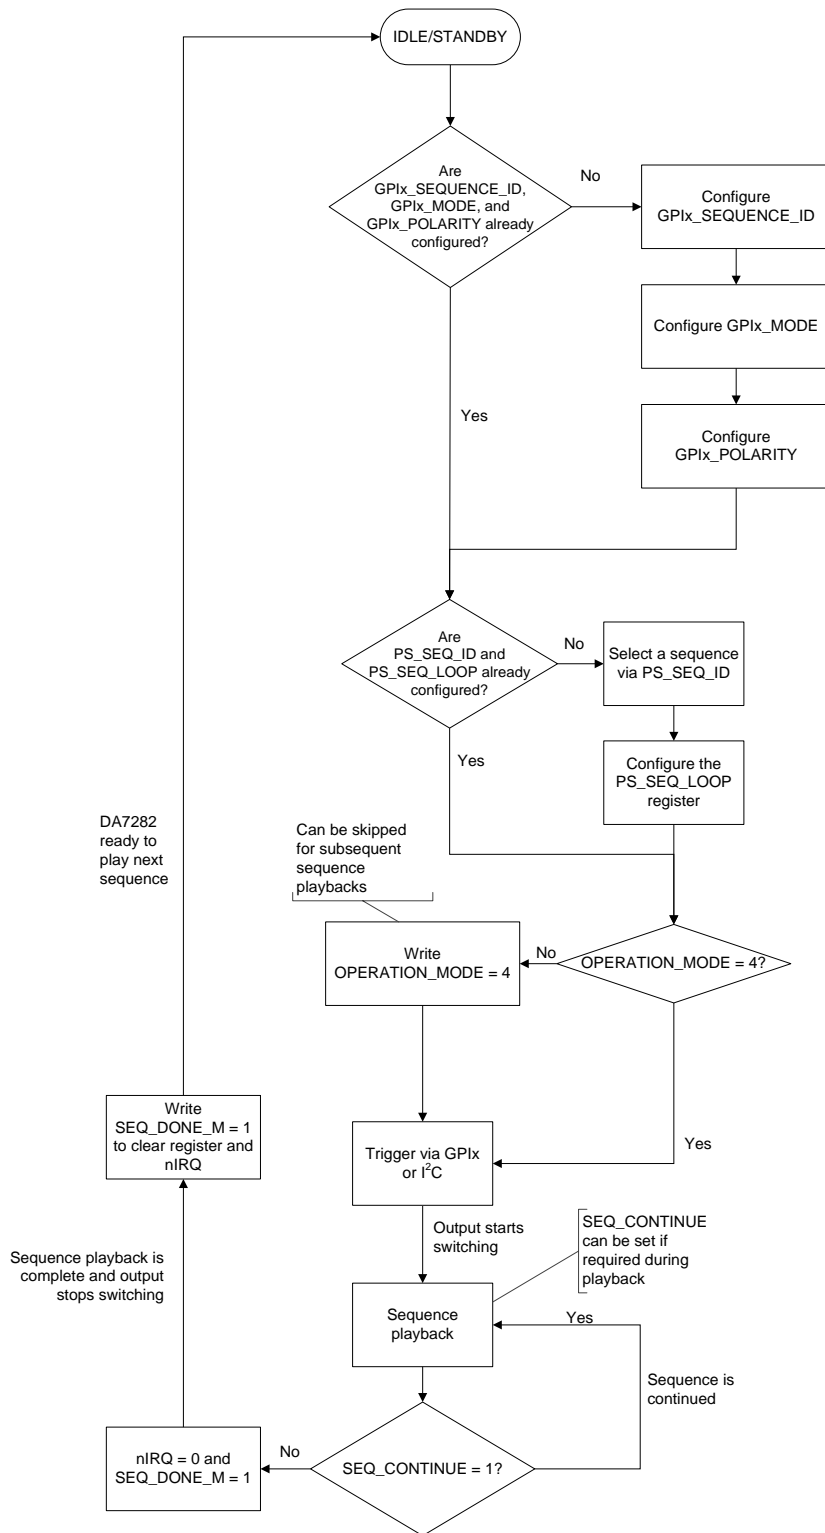 IDLE/STANDBY
Are
GPIx_SEQUENCE_ID,
GPIx_MODE, and
GPIx_POLARITY already
configured?
No
Configure
GPIx_SEQUENCE_ID
Configure GPIx_MODE
Yes
Configure
GPIx_POLARITY
Are
PS_SEQ_ID and
PS_SEQ_LOOP already
configured?
No
Select a sequence
via PS_SEQ_ID
Yes
Configure the
PS_SEQ_LOOP
register
DA7282
ready to
play next
sequence
Can be skipped
for subsequent
sequence
playbacks
Write
OPERATION_MODE = 4
No
OPERATION_MODE = 4?
Write
SEQ_DONE_M = 1
to clear register and
nIRQ
Yes
Trigger via GPIx
or I²C
Output starts
switching
SEQ_CONTINUE
can be set if
required during
playback
Sequence playback is
complete and output
stops switching
Sequence
playback
Yes
Sequence is
continued
nIRQ = 0 and
SEQ_DONE_M = 1
No
SEQ_CONTINUE = 1?